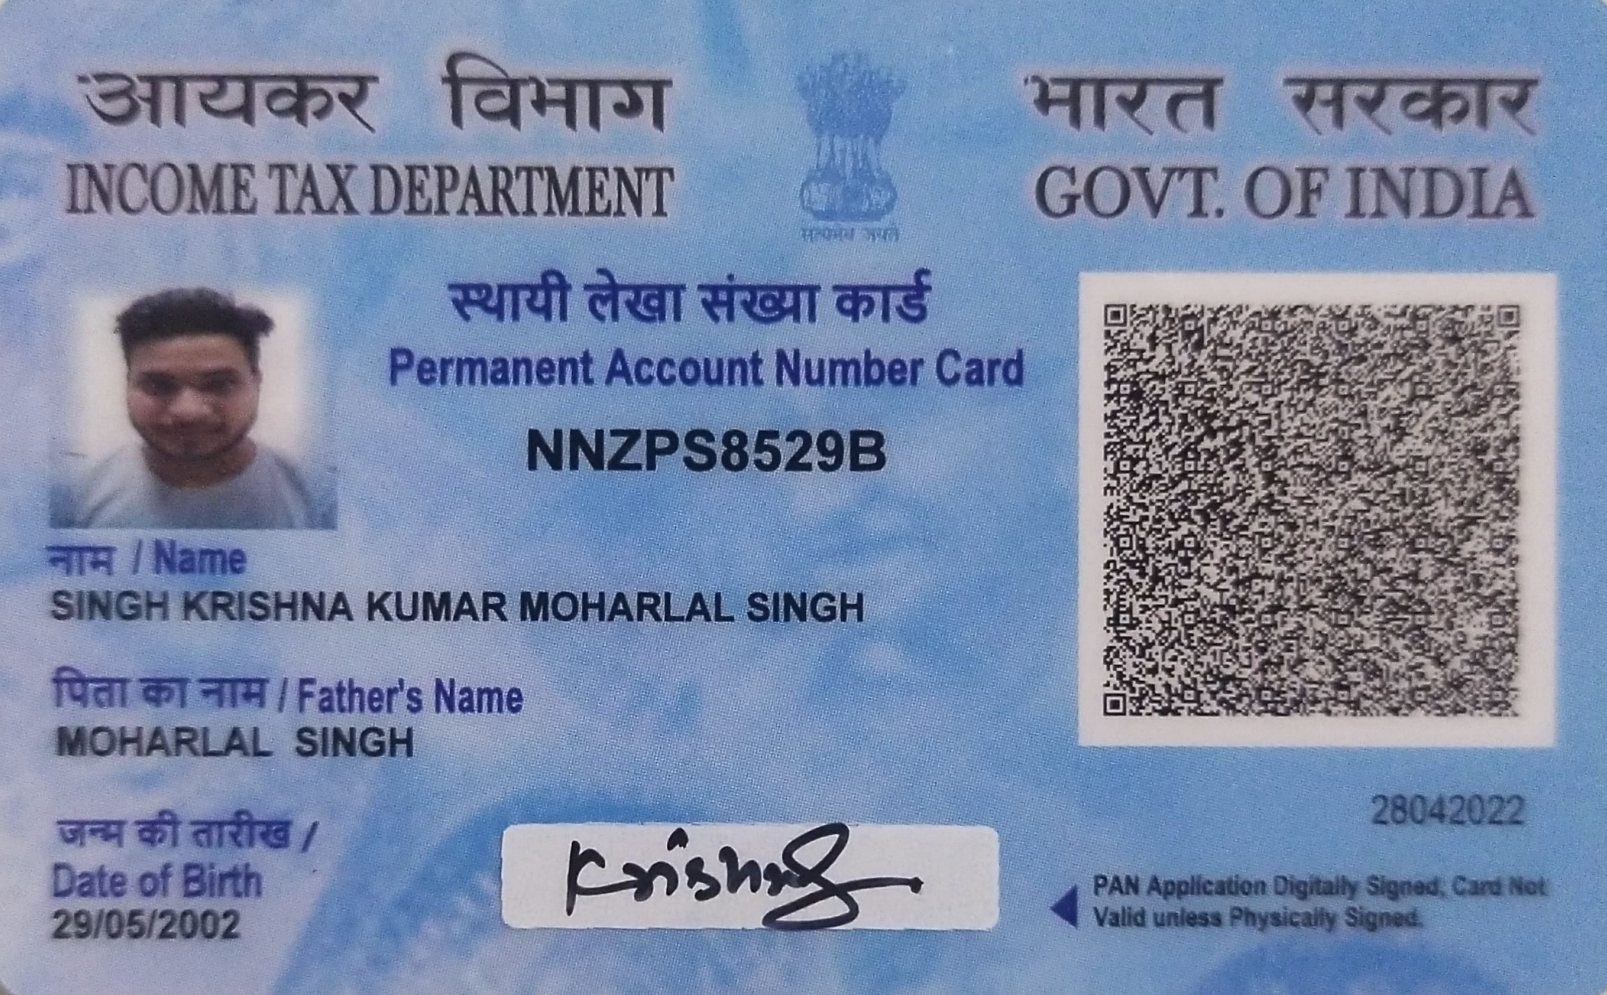 आयकर विभाग
INCOME TAX DEPARTMENT
सत्यमेव जयते
भारत सरकार
GOVT. OF INDIA
स्थायी लेखा संख्या कार्ड
Permanent Account Number Card
NNZPS8529B
नाम / Name
SINGH KRISHNA KUMAR MOHARLAL SINGH
पिता का नाम / Father's Name
MOHARLAL SINGH
जन्म की तारीख /
Date of Birth
29/05/2002
Krishna
28042022
PAN Application Digitally Signed, Card Not
Valid unless Physically Signed.